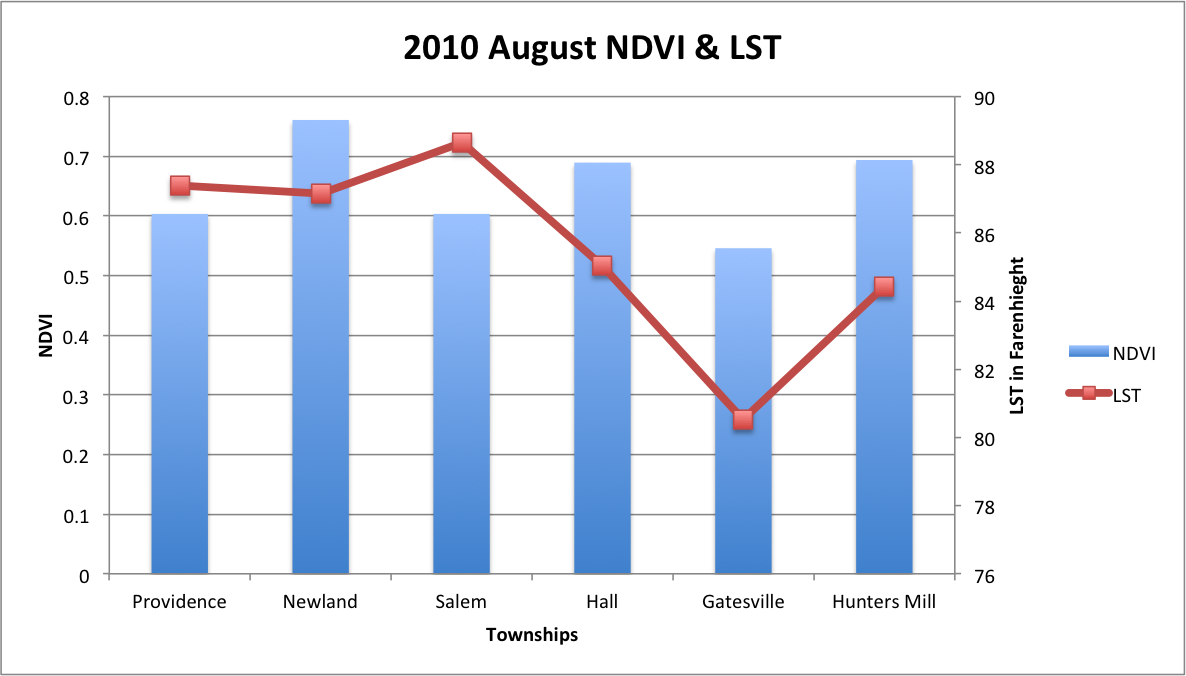 2010 August NDVI & LST
0.8
0.7
0.6
0.5
0.4
0.3
0.2
0.1
0
NDVI
90
88
86
84
82
80
78
76
LST in Farenhieght
NDVI
LST
Providence
Newland
Salem
Hall
Gatesville
Hunters Mill
Townships